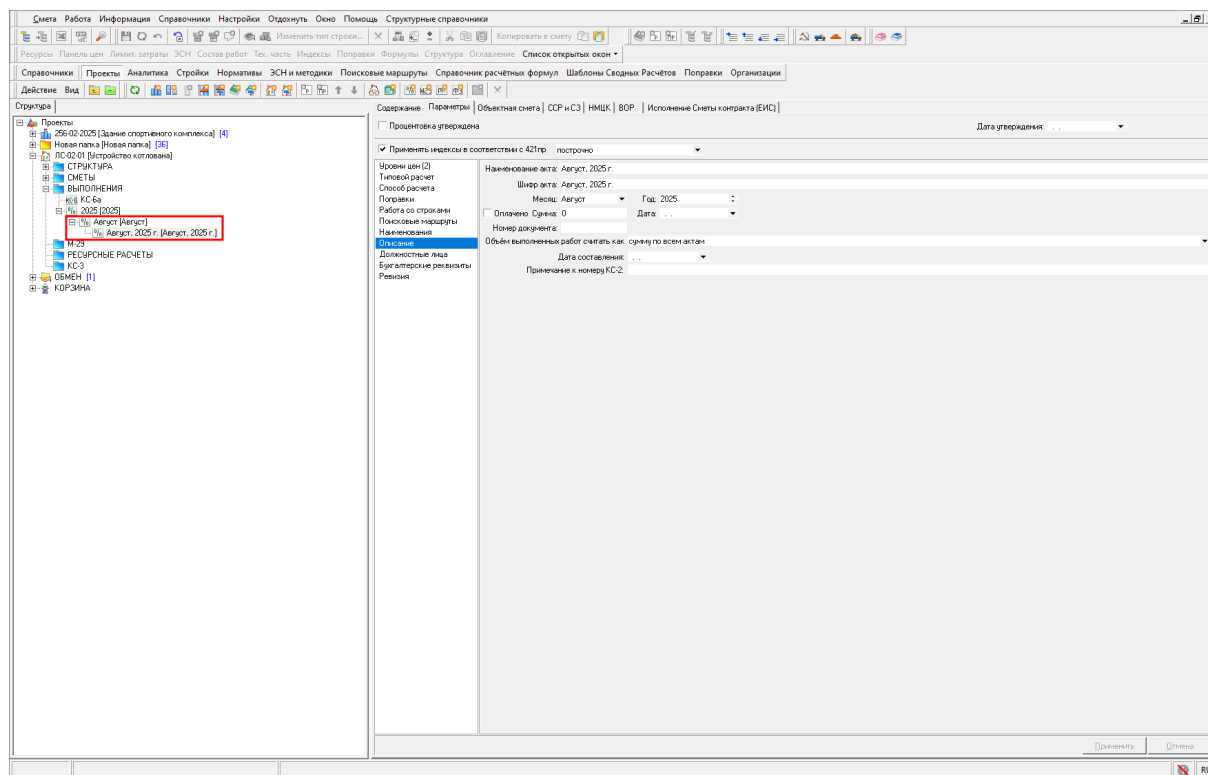 Смета Работа Информация Справочники Настройки Отдохнуть Окно Помощь Структурные справочники
Изменить тип строки... Копировать в смету
Ресурсы Панель цен Лимит. затраты ЭСН Состав работ Тех. часть Индексы Поправки Формулы Структура Оглавление Список открытых окон
Справочники Проекты Аналитика Стройки Нормативы ЭСН и методики Поисковые маршруты Справочник расчётных формул Шаблоны Сводных Расчётов Поправки Организации
Действие Вид
Структура
Проекты
256-02-2025 [Здание спортивного комплекса] [4]
Новая папка [Новая папка] [36]
ЛС-02-01 [Устройство котлована]
СТРУКТУРА
СМЕТЫ
ВЫПОЛНЕНИЯ
КС-6а
2025 [2025]
Август [Август]
Август, 2025 г. [Август, 2025 г.]
М-29
РЕСУРСНЫЕ РАСЧЕТЫ
КС-3
ОБМЕН [1]
КОРЗИНА
Содержание Параметры Объектная смета ССР и СЗ НМЦК ВОР Исполнение Сметы контракта (ЕИС)
Процентовка утверждена Дата утверждения: . .
Применять индексы в соответствии с 421пр построчно
Уровни цен (2)
Типовой расчет
Способ расчета
Поправки
Работа со строками
Поисковые маршруты
Наименования
Описание
Должностные лица
Бухгалтерские реквизиты
Ревизия
Наименование акта: Август, 2025 г.
Шифр акта: Август, 2025 г.
Месяц: Август Год: 2025
Оплачено Сумма: 0 Дата: . .
Номер документа:
Объём выполненных работ считать как: сумму по всем актам
Дата составления: . .
Примечание к номеру КС-2:
Применить Отмена